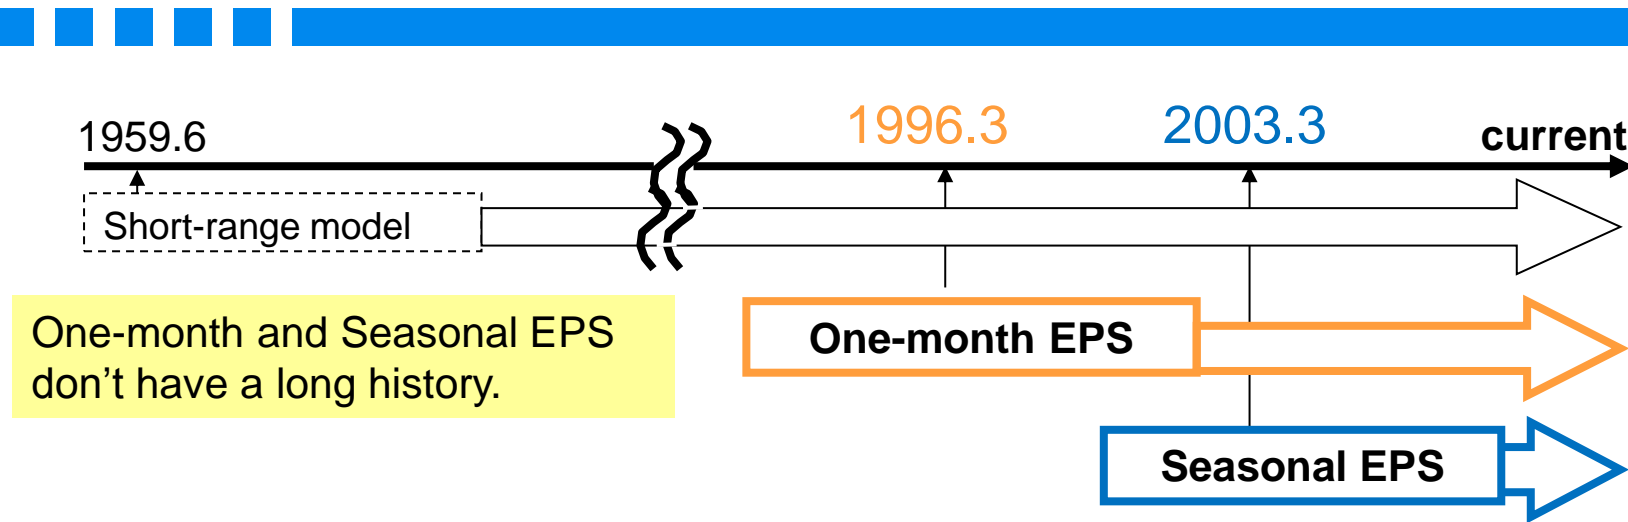 1959.6
1996.3
2003.3
current
Short-range model
One-month and Seasonal EPS
don’t have a long history.
One-month EPS
Seasonal EPS